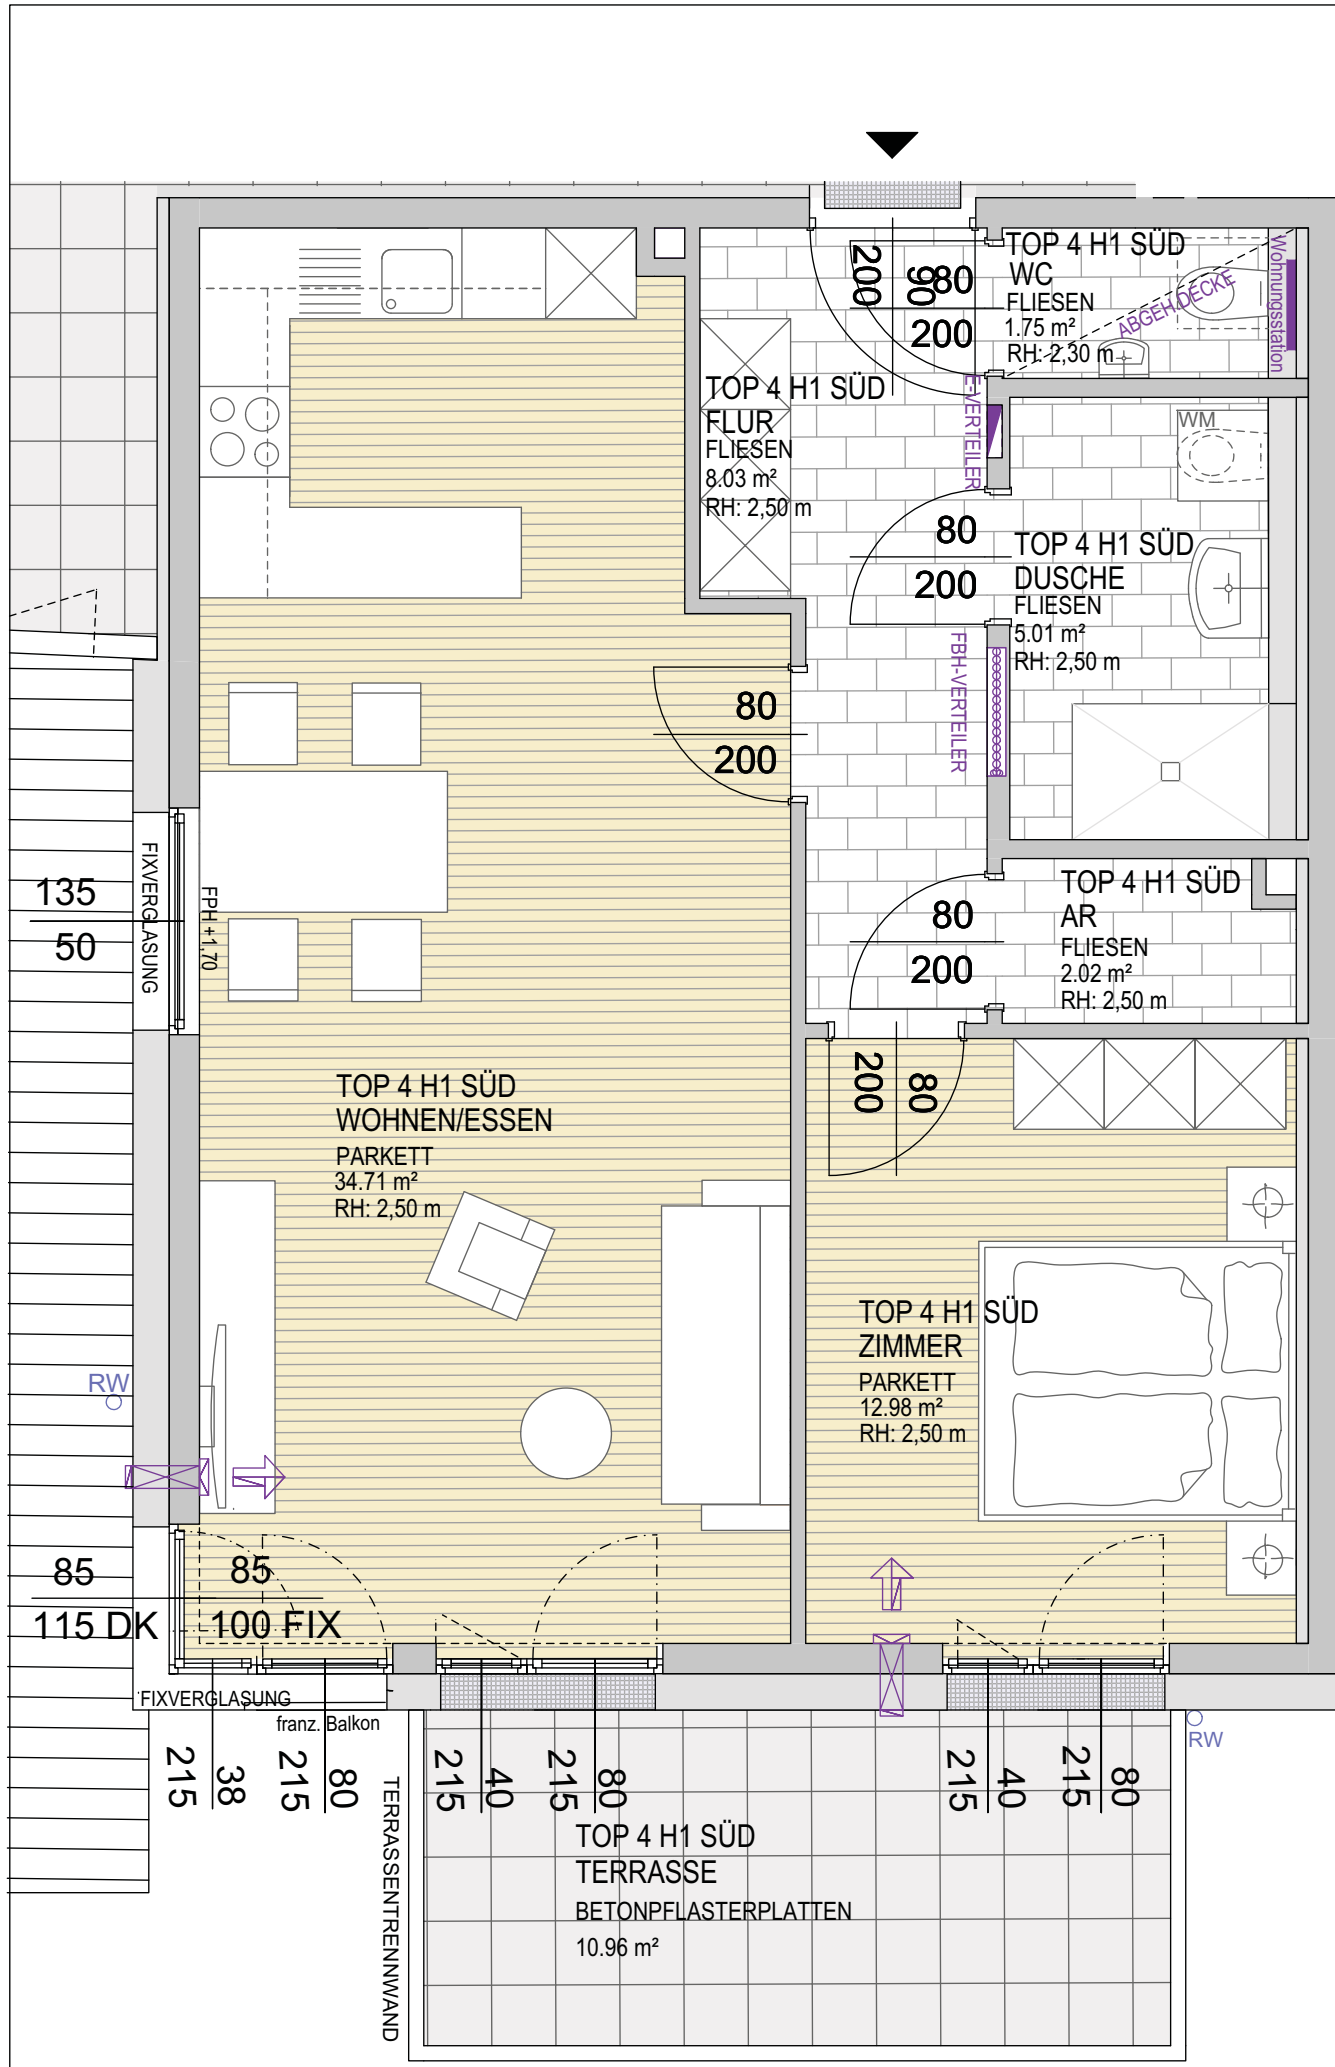 TOP 4 H1 SÜD
WC
FLIESEN
1.75 m²
RH: 2,30 m
ABGEH.DECKE
Wohnungsstation
90
200
80
200
TOP 4 H1 SÜD
FLUR
FLIESEN
8.03 m²
RH: 2,50 m
E-VERTEILER
WM
80
200
TOP 4 H1 SÜD
DUSCHE
FLIESEN
5.01 m²
RH: 2,50 m
FBH-VERTEILER
80
200
135
50
FIXVERGLASUNG
FPH +1,70
80
200
TOP 4 H1 SÜD
AR
FLIESEN
2.02 m²
RH: 2,50 m
80
200
TOP 4 H1 SÜD
WOHNEN/ESSEN
PARKETT
34.71 m²
RH: 2,50 m
TOP 4 H1 SÜD
ZIMMER
PARKETT
12.98 m²
RH: 2,50 m
RW
85
115 DK
85
100 FIX
FIXVERGLASUNG
franz. Balkon
RW
38
215
80
215
40
215
80
215
40
215
80
215
TERRASSENTRENNWAND
TOP 4 H1 SÜD
TERRASSE
BETONPFLASTERPLATTEN
10.96 m²